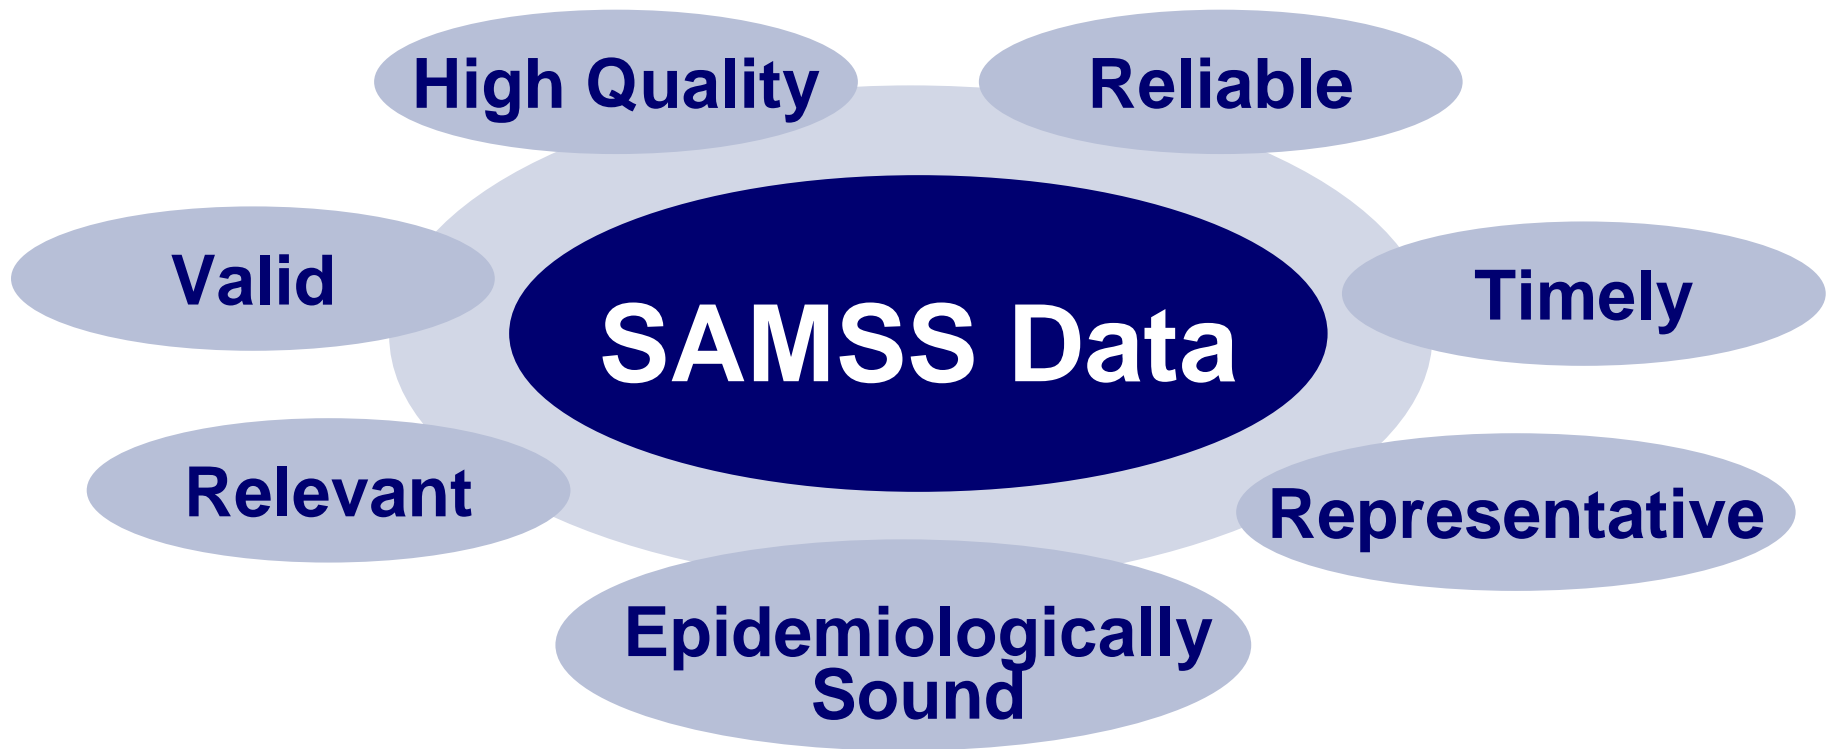 High Quality
Reliable
Valid
SAMSS Data
Timely
Relevant
Representative
Epidemiologically
Sound